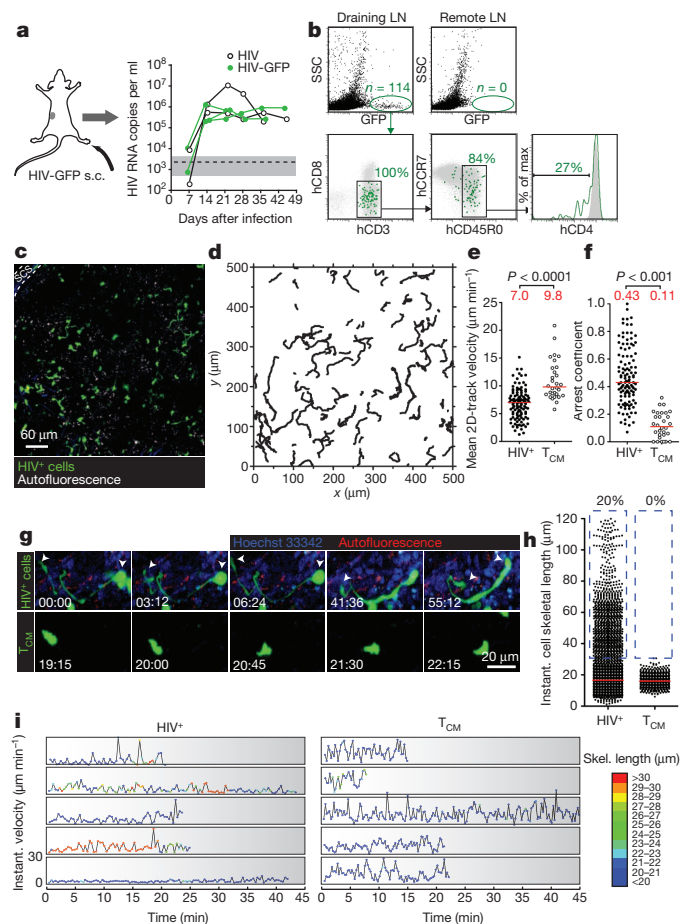 a
HIV-GFP s.c.
HIV
HIV-GFP
HIV RNA copies per ml
10⁸
10⁷
10⁶
10⁵
10⁴
10³
10²
0 7 14 21 28 35 42 49
Days after infection
b
Draining LN
Remote LN
SSC
n = 114
GFP
SSC
n = 0
GFP
hCD8
100%
hCD3
hCCR7
84%
hCD45R0
% of max
27%
hCD4
c
SCS
60 µm
HIV⁺ cells
Autofluorescence
d
y (µm)
500
400
300
200
100
0
0 100 200 300 400 500
x (µm)
e
P < 0.0001
7.0 9.8
Mean 2D-track velocity (µm min⁻¹)
25
20
15
10
5
0
HIV⁺ T_CM
f
P < 0.001
0.43 0.11
Arrest coefficient
1.0
0.8
0.6
0.4
0.2
0.0
HIV⁺ T_CM
g
Hoechst 33342 Autofluorescence
HIV⁺ cells
00:00 03:12 06:24 41:36 55:12
T_CM
19:15 20:00 20:45 21:30 22:15
20 µm
h
20% 0%
Instant. cell skeletal length (µm)
120
100
80
60
40
20
0
HIV⁺ T_CM
i
HIV⁺
T_CM
Instant. velocity (µm min⁻¹)
30
0
0 5 10 15 20 25 30 35 40 45
Time (min)
0 5 10 15 20 25 30 35 40 45
Time (min)
Skel. length (µm)
>30
29–30
28–29
27–28
26–27
25–26
24–25
23–24
22–23
21–22
20–21
<20